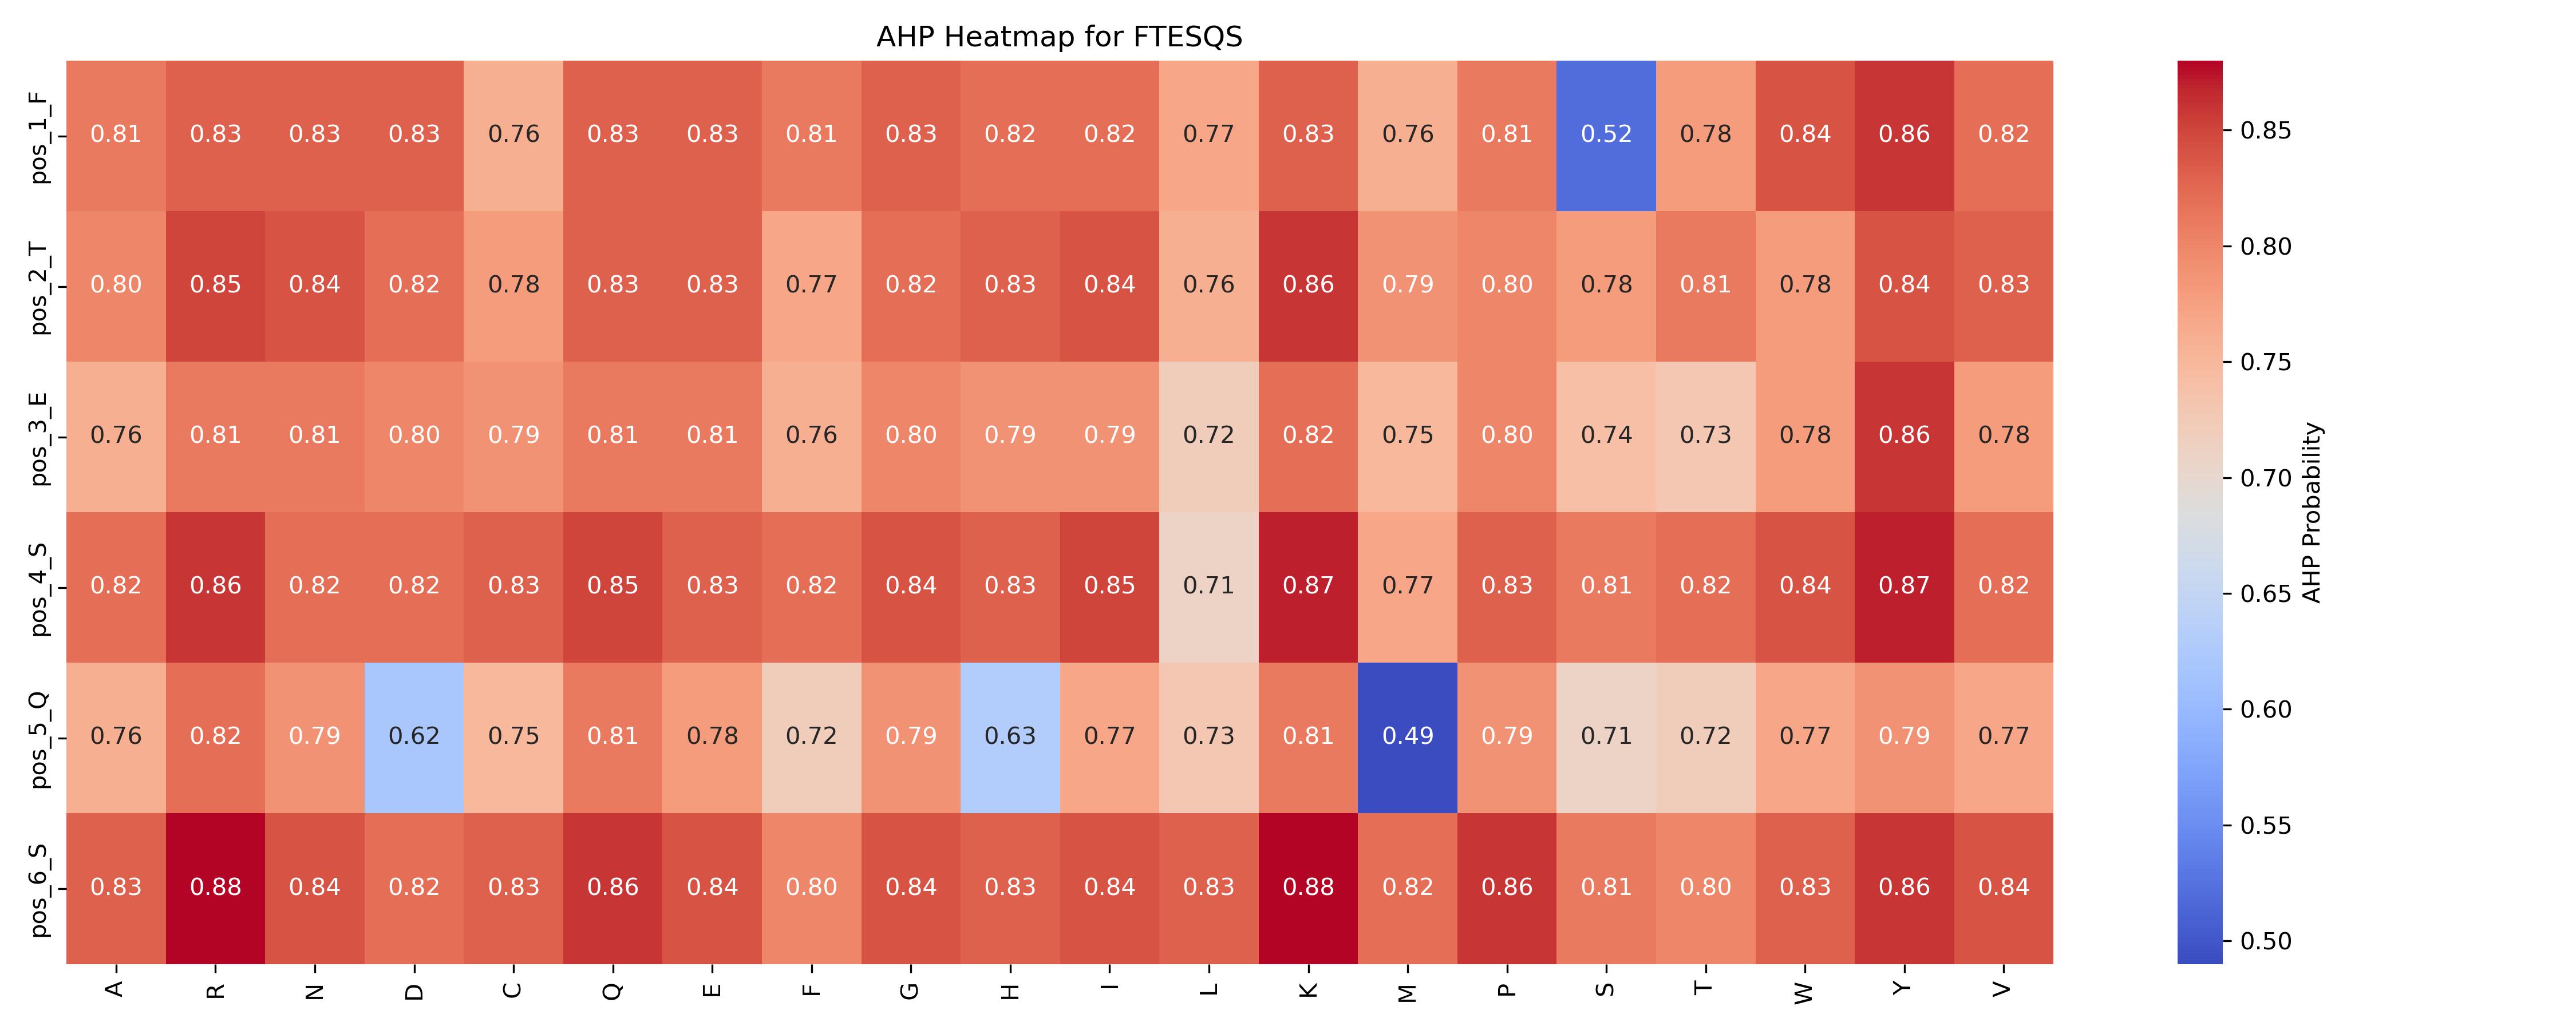 AHP Heatmap for FTESQS
pos_1_F 0.81 0.83 0.83 0.83 0.76 0.83 0.83 0.81 0.83 0.82 0.82 0.77 0.83 0.76 0.81 0.52 0.78 0.84 0.86 0.82
pos_2_T 0.80 0.85 0.84 0.82 0.78 0.83 0.83 0.77 0.82 0.83 0.84 0.76 0.86 0.79 0.80 0.78 0.81 0.78 0.84 0.83
pos_3_E 0.76 0.81 0.81 0.80 0.79 0.81 0.81 0.76 0.80 0.79 0.79 0.72 0.82 0.75 0.80 0.74 0.73 0.78 0.86 0.78
pos_4_S 0.82 0.86 0.82 0.82 0.83 0.85 0.83 0.82 0.84 0.83 0.85 0.71 0.87 0.77 0.83 0.81 0.82 0.84 0.87 0.82
pos_5_Q 0.76 0.82 0.79 0.62 0.75 0.81 0.78 0.72 0.79 0.63 0.77 0.73 0.81 0.49 0.79 0.71 0.72 0.77 0.79 0.77
pos_6_S 0.83 0.88 0.84 0.82 0.83 0.86 0.84 0.80 0.84 0.83 0.84 0.83 0.88 0.82 0.86 0.81 0.80 0.83 0.86 0.84
A R N D C Q E F G H I L K M P S T W Y V
0.85
0.80
0.75
0.70
0.65
0.60
0.55
0.50
AHP Probability